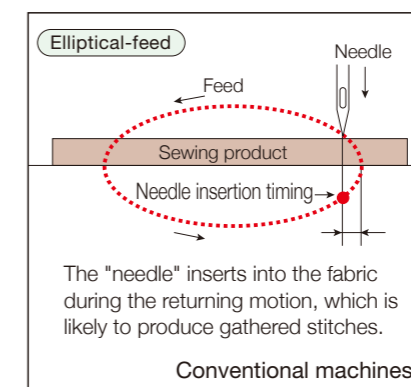 Elliptical-feed
Needle
Feed
Sewing product
Needle insertion timing
The "needle" inserts into the fabric
during the returning motion, which is
likely to produce gathered stitches.
Conventional machines